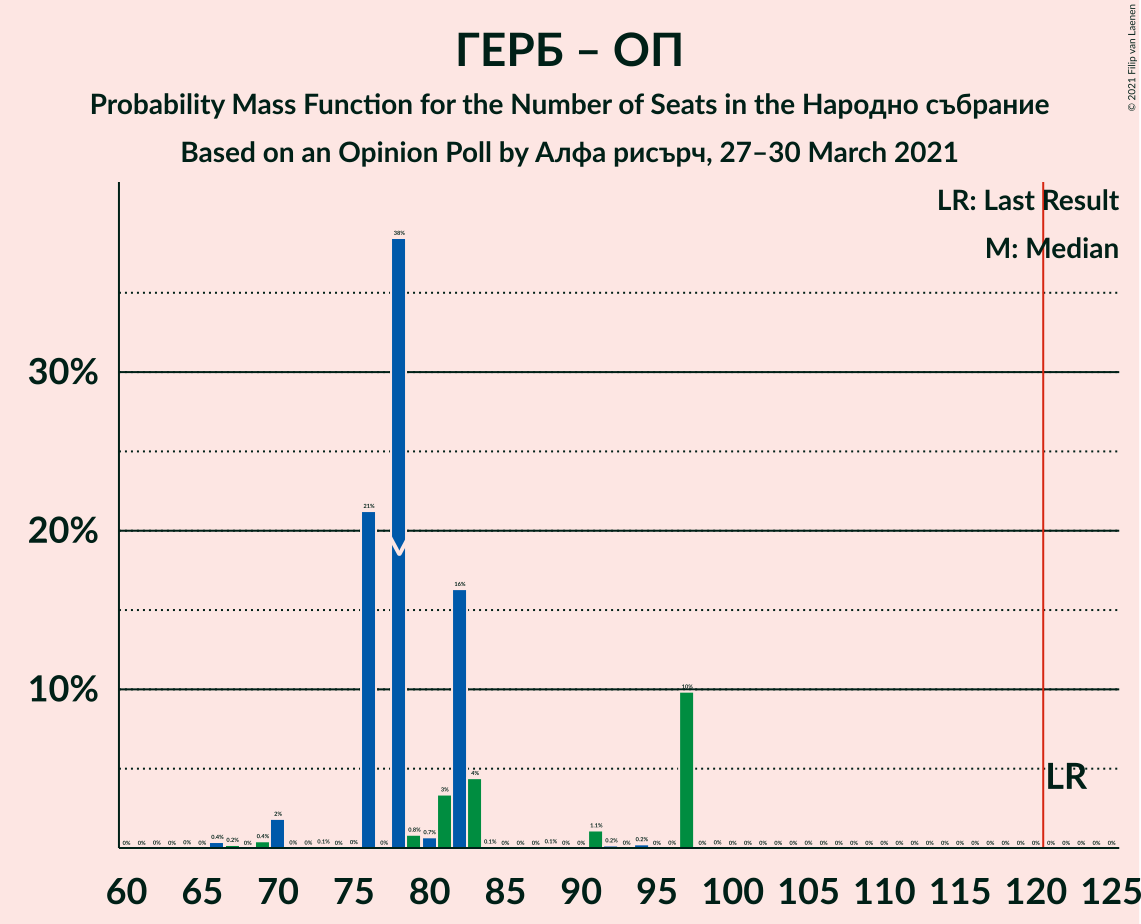 ГЕРБ – ОП
Probability Mass Function for the Number of Seats in the Народно събрание
Based on an Opinion Poll by Алфа рисърч, 27–30 March 2021
© 2021 Filip van Laenen
LR: Last Result
M: Median
30%
20%
10%
38%
21%
16%
10%
4%
3%
2%
0.4% 0.2% 0% 0.4% 0.1% 0.8% 0.7% 0.1% 0.1% 1.1% 0.2% 0.2%
LR
60 65 70 75 80 85 90 95 100 105 110 115 120 125